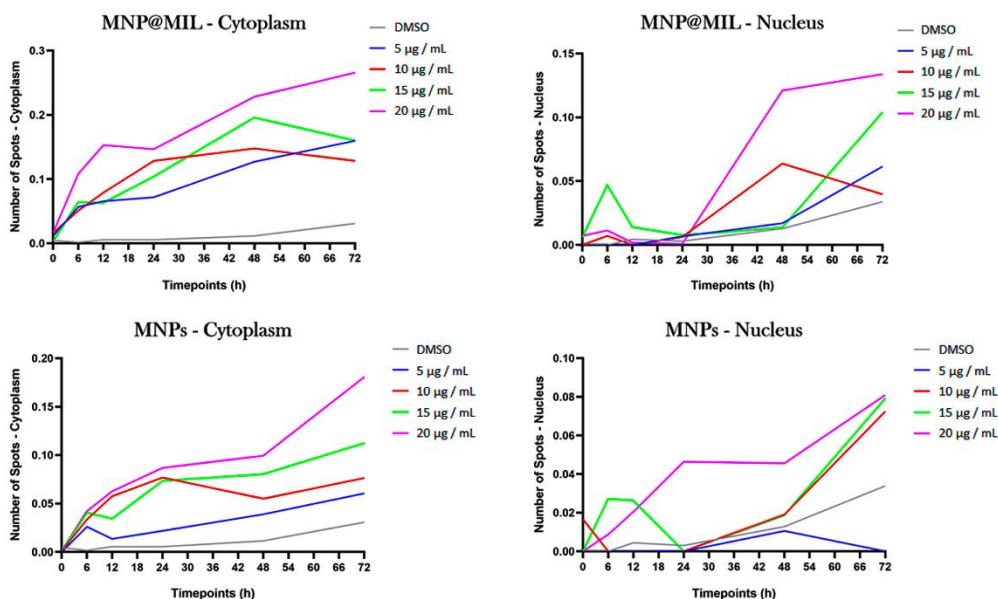 MNP@MIL - Cytoplasm
Number of Spots - Cytoplasm
0.3
0.2
0.1
0.0
0 6 12 18 24 30 36 42 48 54 60 66 72
Timepoints (h)
DMSO
5 µg / mL
10 µg / mL
15 µg / mL
20 µg / mL
MNP@MIL - Nucleus
Number of Spots - Nucleus
0.15
0.10
0.05
0.00
0 6 12 18 24 30 36 42 48 54 60 66 72
Timepoints (h)
DMSO
5 µg / mL
10 µg / mL
15 µg / mL
20 µg / mL
MNPs - Cytoplasm
Number of Spots - Cytoplasm
0.20
0.15
0.10
0.05
0.00
0 6 12 18 24 30 36 42 48 54 60 66 72
Timepoints (h)
DMSO
5 µg / mL
10 µg / mL
15 µg / mL
20 µg / mL
MNPs - Nucleus
Number of Spots - Nucleus
0.10
0.08
0.06
0.04
0.02
0.00
0 6 12 18 24 30 36 42 48 54 60 66 72
Timepoints (h)
DMSO
5 µg / mL
10 µg / mL
15 µg / mL
20 µg / mL